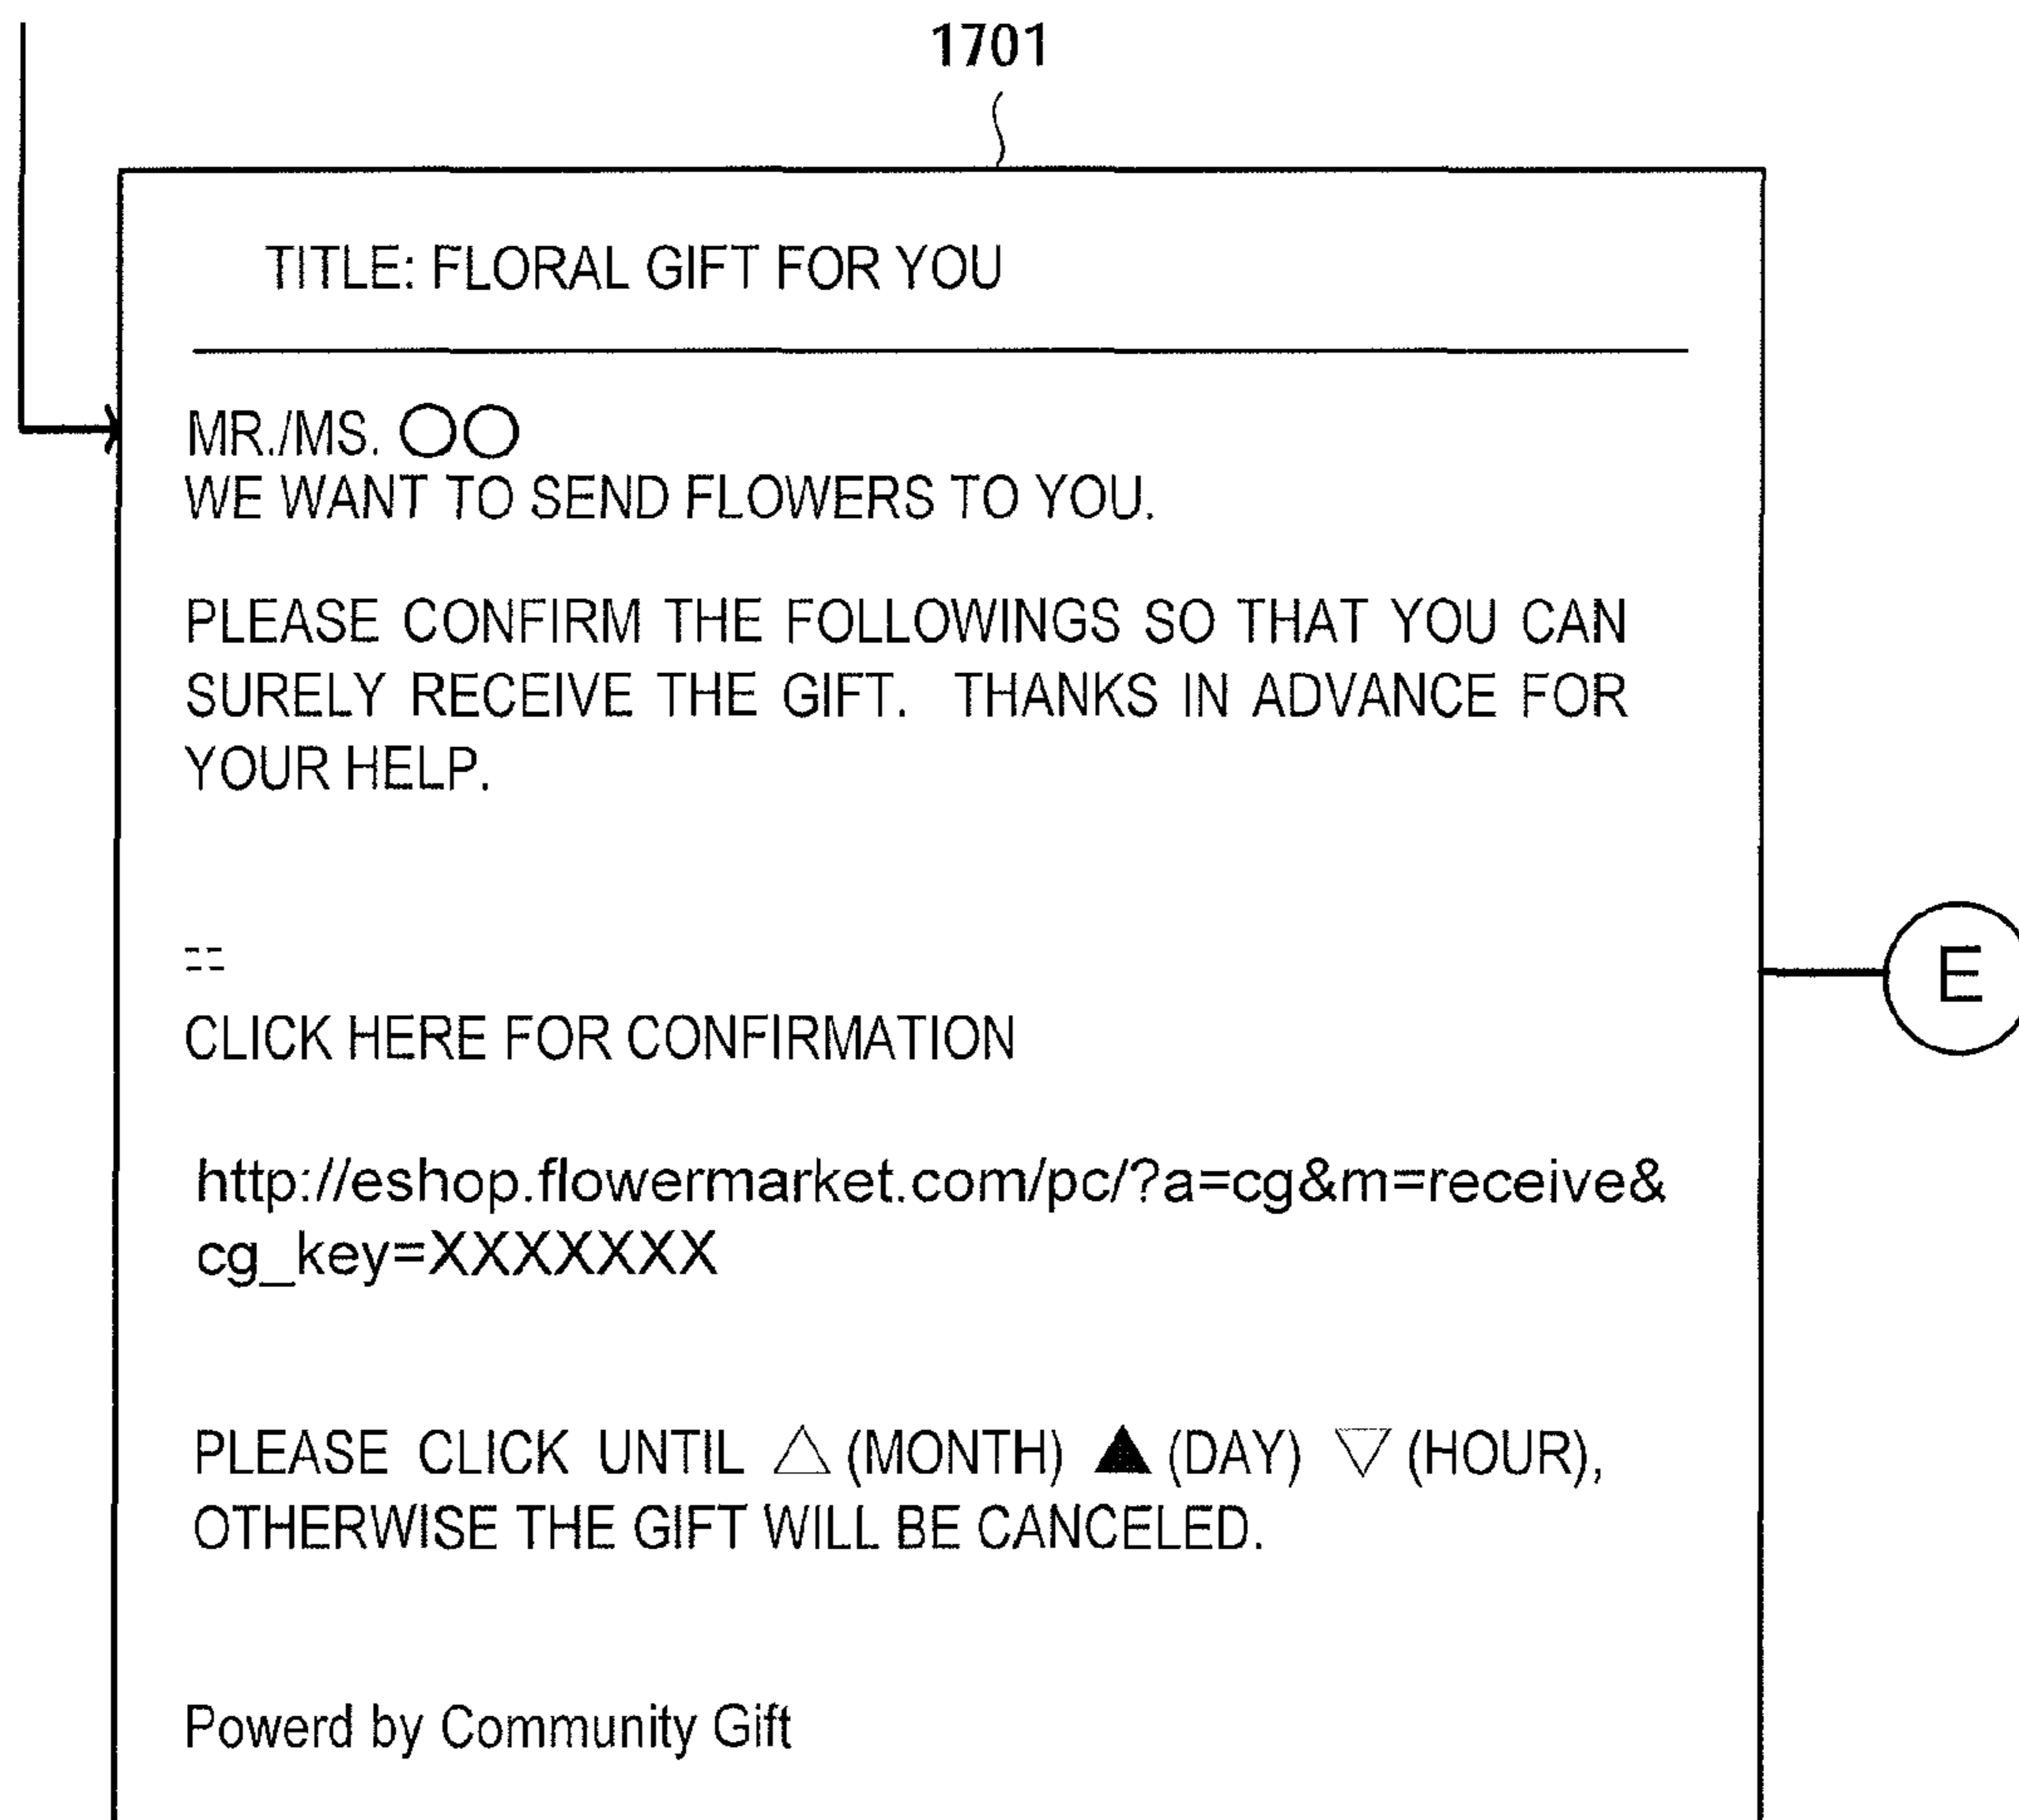 1701
TITLE: FLORAL GIFT FOR YOU
MR./MS. ○○
WE WANT TO SEND FLOWERS TO YOU.
PLEASE CONFIRM THE FOLLOWINGS SO THAT YOU CAN
SURELY RECEIVE THE GIFT. THANKS IN ADVANCE FOR
YOUR HELP.
==
CLICK HERE FOR CONFIRMATION
http://eshop.flowermarket.com/pc/?a=cg&m=receive&
cg_key=XXXXXXX
PLEASE CLICK UNTIL △ (MONTH) ▲ (DAY) ▽ (HOUR),
OTHERWISE THE GIFT WILL BE CANCELED.
Powerd by Community Gift
E